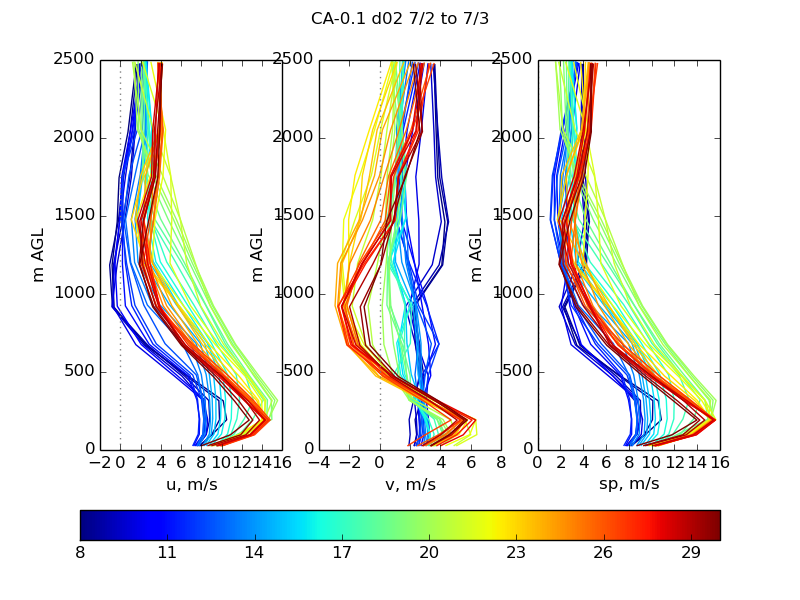 CA-0.1 d02 7/2 to 7/3
2500 2500 2500
2000 2000 2000
1500 1500 1500
m AGL m AGL m AGL
1000 1000 1000
500 500 500
0 0 0
−2 0 2 4 6 8 10 12 14 16 −4 −2 0 2 4 6 8 0 2 4 6 8 10 12 14 16
u, m/s v, m/s sp, m/s
8 11 14 17 20 23 26 29